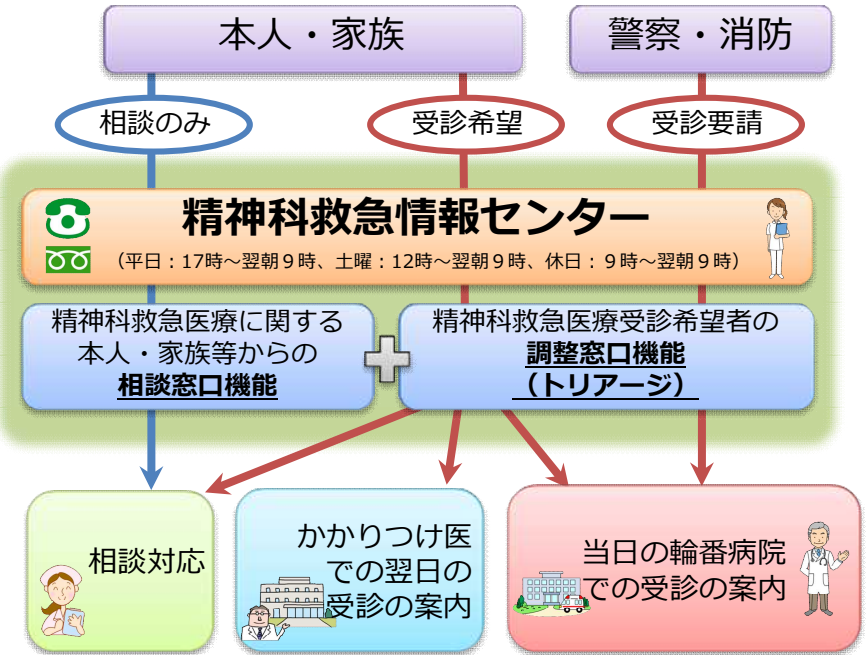 本人・家族
警察・消防
相談のみ
受診希望
受診要請
精神科救急情報センター
（平日：17時～翌朝９時、土曜：12時～翌朝９時、休日：９時～翌朝９時）
精神科救急医療に関する
本人・家族等からの
相談窓口機能
精神科救急医療受診希望者の
調整窓口機能
（トリアージ）
相談対応
かかりつけ医
での翌日の
受診の案内
当日の輪番病院
での受診の案内